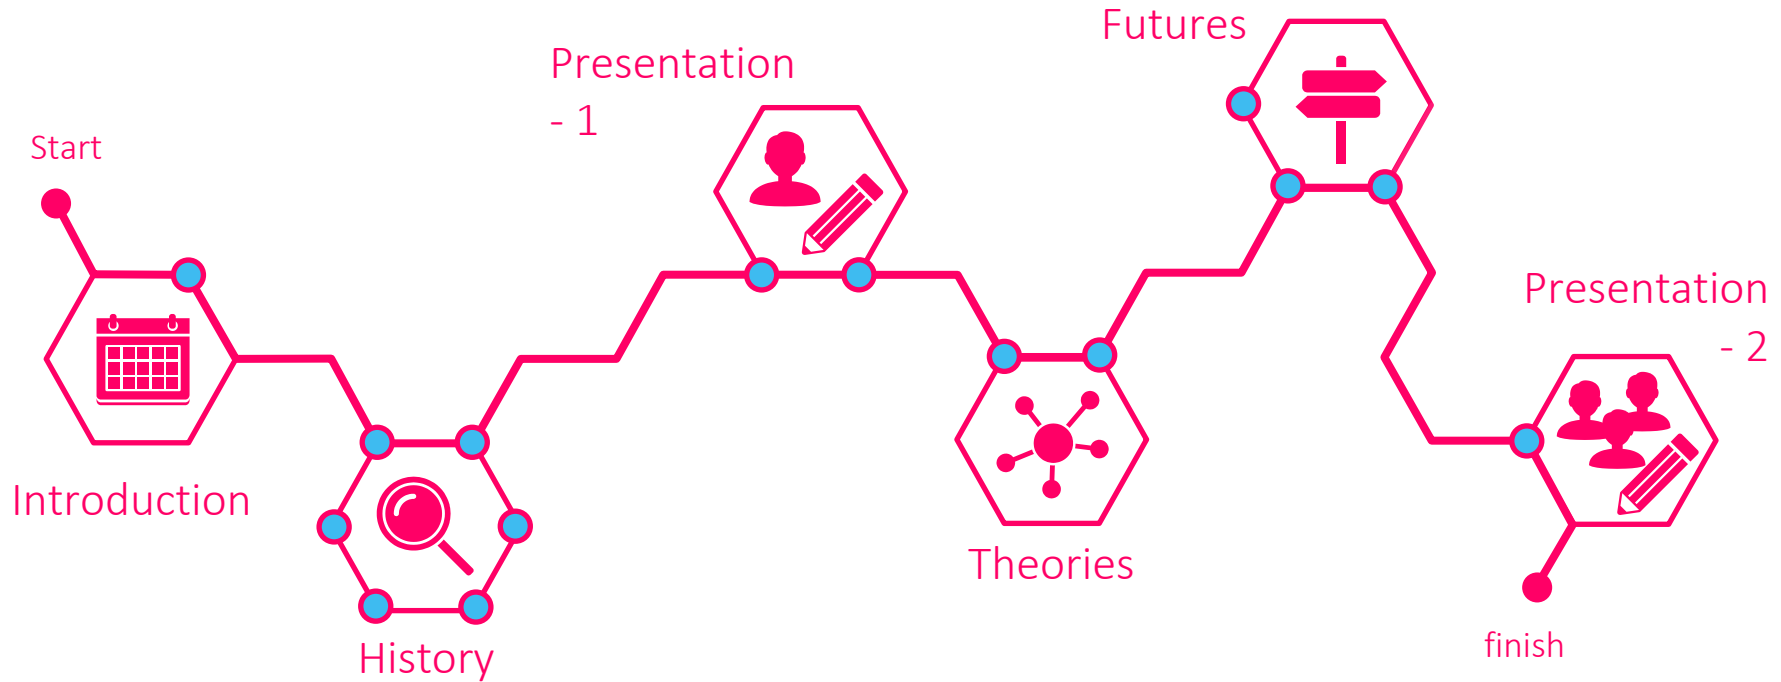 Start
Introduction
History
Presentation
- 1
Theories
Futures
Presentation
- 2
finish